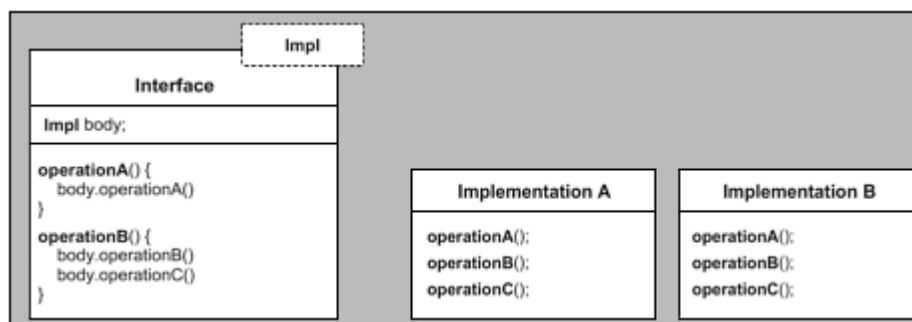 Impl
Interface
Impl body;
operationA() {
body.operationA()
}
operationB() {
body.operationB()
body.operationC()
}
Implementation A
operationA();
operationB();
operationC();
Implementation B
operationA();
operationB();
operationC();